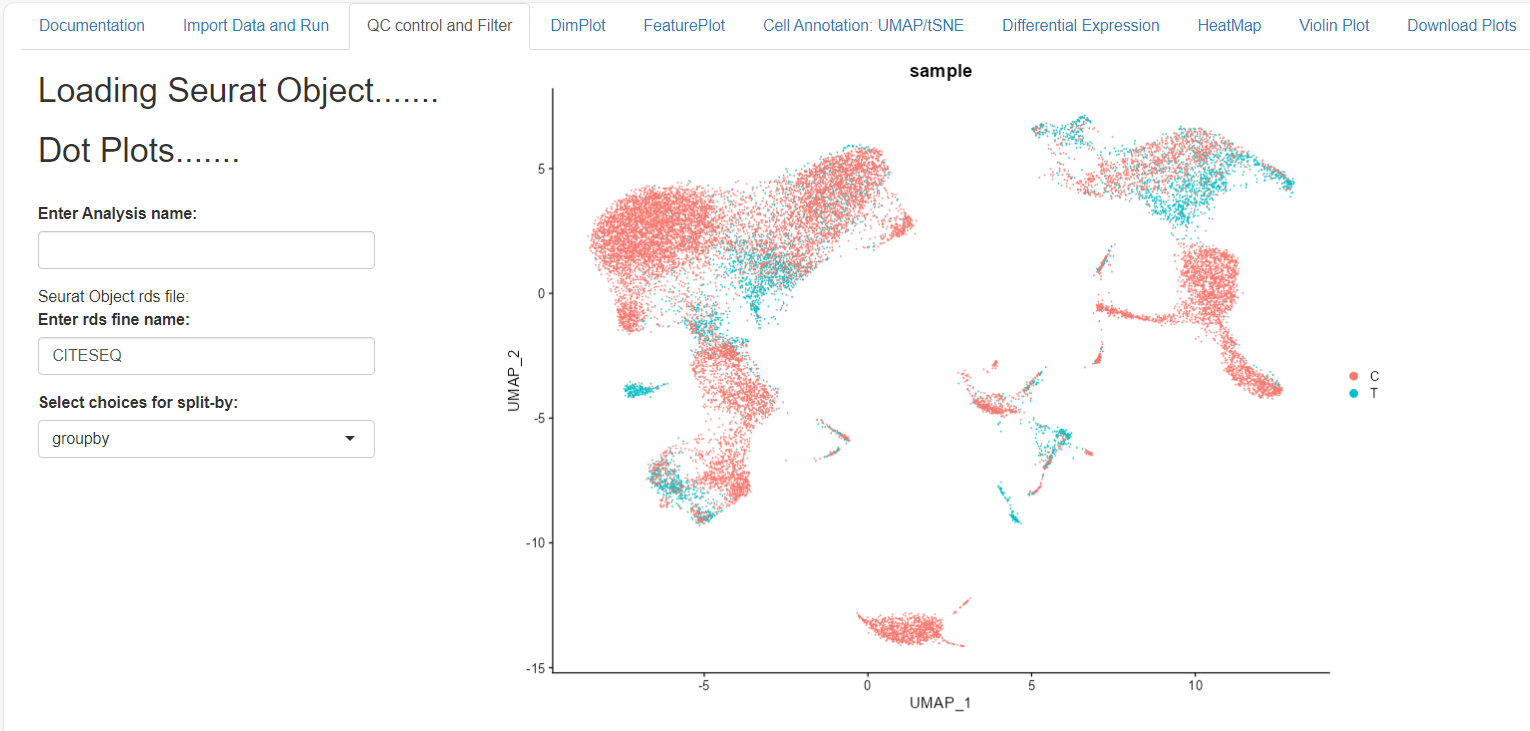 Documentation Import Data and Run QC control and Filter DimPlot FeaturePlot Cell Annotation: UMAP/tSNE Differential Expression HeatMap Violin Plot Download Plots
Loading Seurat Object.......
Dot Plots.......
Enter Analysis name:
Seurat Object rds file:
Enter rds fine name:
CITESEQ
Select choices for split-by:
groupby
sample
5
0
-5
-10
-15
UMAP_2
-5 0 5 10
UMAP_1
C
T